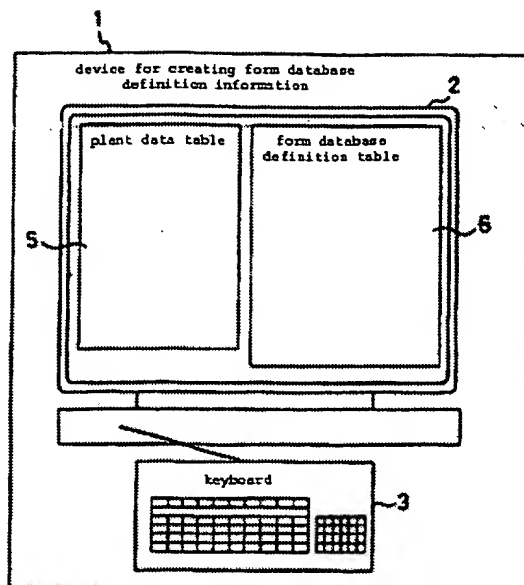 1
device for creating form database
definition information
2
plant data table
form database
definition table
5
6
keyboard
3